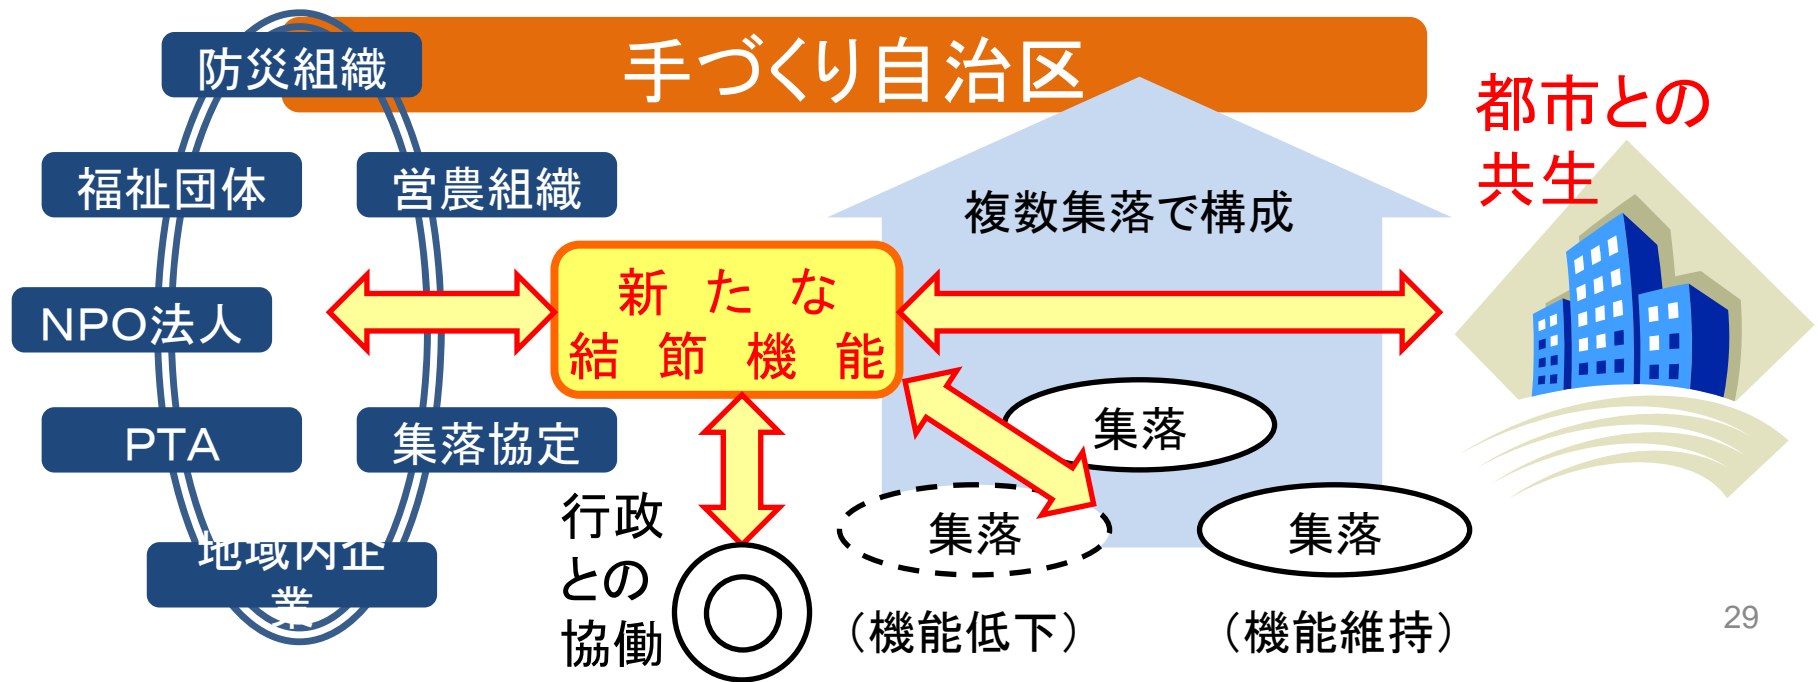 手づくり自治区
防災組織
福祉団体
営農組織
NPO法人
PTA
集落協定
地域内企
業
新たな
結節機能
複数集落で構成
都市との
共生
集落
集落
集落
（機能低下）
（機能維持）
行政
との
協働
29